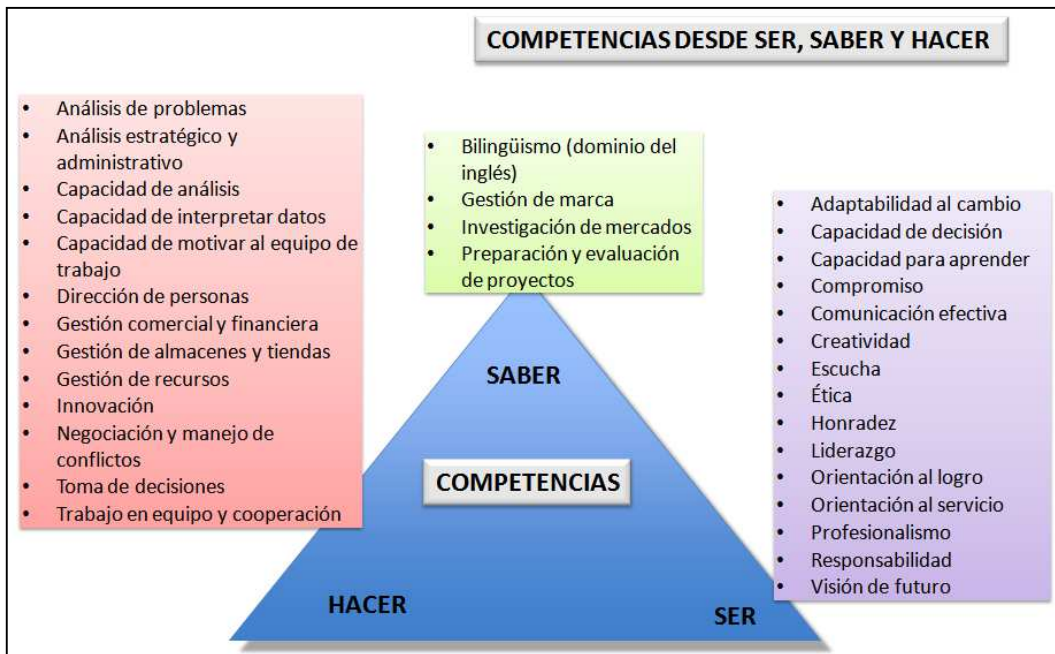 COMPETENCIAS DESDE SER, SABER Y HACER
• Análisis de problemas
• Análisis estratégico y
administrativo
• Capacidad de análisis
• Capacidad de interpretar datos
• Capacidad de motivar al equipo de
trabajo
• Dirección de personas
• Gestión comercial y financiera
• Gestión de almacenes y tiendas
• Gestión de recursos
• Innovación
• Negociación y manejo de
conflictos
• Toma de decisiones
• Trabajo en equipo y cooperación
• Bilingüismo (dominio del
inglés)
• Gestión de marca
• Investigación de mercados
• Preparación y evaluación
de proyectos
• Adaptabilidad al cambio
• Capacidad de decisión
• Capacidad para aprender
• Compromiso
• Comunicación efectiva
• Creatividad
• Escucha
• Ética
• Honradez
• Liderazgo
• Orientación al logro
• Orientación al servicio
• Profesionalismo
• Responsabilidad
• Visión de futuro
SABER
COMPETENCIAS
HACER
SER